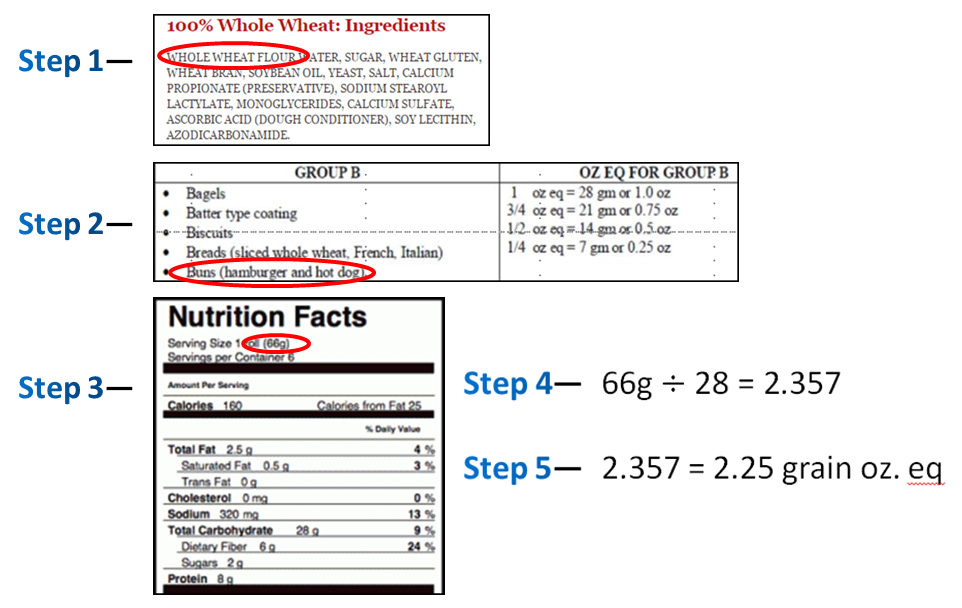 Step 1—
100% Whole Wheat: Ingredients
WHOLE WHEAT FLOUR WATER, SUGAR, WHEAT GLUTEN,
WHEAT BRAN, SOYBEAN OIL, YEAST, SALT, CALCIUM
PROPIONATE (PRESERVATIVE), SODIUM STEAROYL
LACTYLATE, MONOGLYCERIDES, CALCIUM SULFATE,
ASCORBIC ACID (DOUGH CONDITIONER), SOY LECITHIN,
AZODICARBONAMIDE.
Step 2—
GROUP B OZ EQ FOR GROUP B
• Bagels
• Batter type coating
• Biscuits
• Breads (sliced whole wheat, French, Italian)
• Buns (hamburger and hot dog)
1 oz eq = 28 gm or 1.0 oz
3/4 oz eq = 21 gm or 0.75 oz
1/2 oz eq = 14 gm or 0.5 oz
1/4 oz eq = 7 gm or 0.25 oz
Step 3—
Nutrition Facts
Serving Size 1 roll (66g)
Servings per Container 6
Amount Per Serving
Calories 160 Calories from Fat 25
% Daily Value
Total Fat 2.5 g 4 %
Saturated Fat 0.5 g 3 %
Trans Fat 0 g
Cholesterol 0 mg 0 %
Sodium 320 mg 13 %
Total Carbohydrate 28 g 9 %
Dietary Fiber 6 g 24 %
Sugars 2 g
Protein 8 g
Step 4— 66g ÷ 28 = 2.357
Step 5— 2.357 = 2.25 grain oz. eq